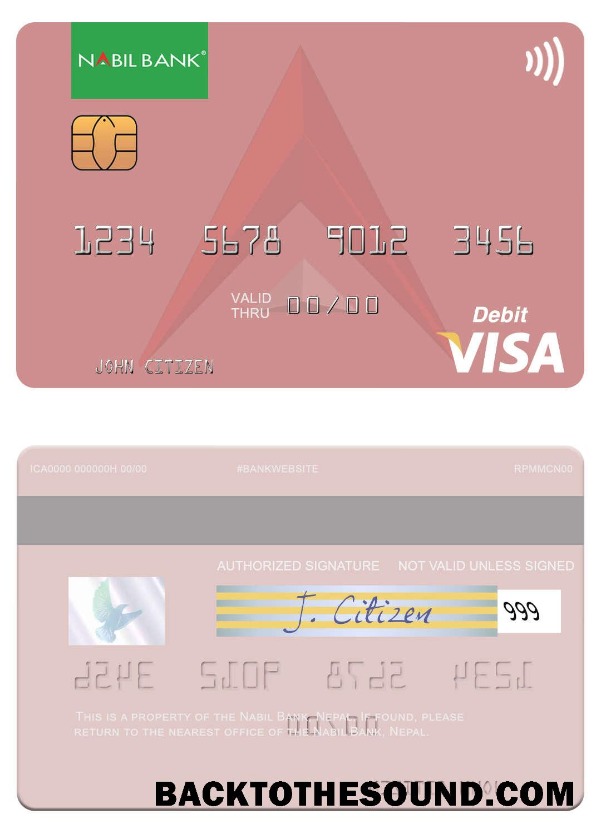 NABIL BANK®
1234 5678 9012 3456
VALID
THRU 00/00
Debit
VISA
JOHN CITIZEN
ICA0000 000000H 00/00 #BANKWEBSITE RPMMCN00
AUTHORIZED SIGNATURE NOT VALID UNLESS SIGNED
J. Citizen 999
THIS IS A PROPERTY OF THE NABIL BANK, NEPAL. IF FOUND, PLEASE
RETURN TO THE NEAREST OFFICE OF THE NABIL BANK, NEPAL.
BACKTOTHESOUND.COM